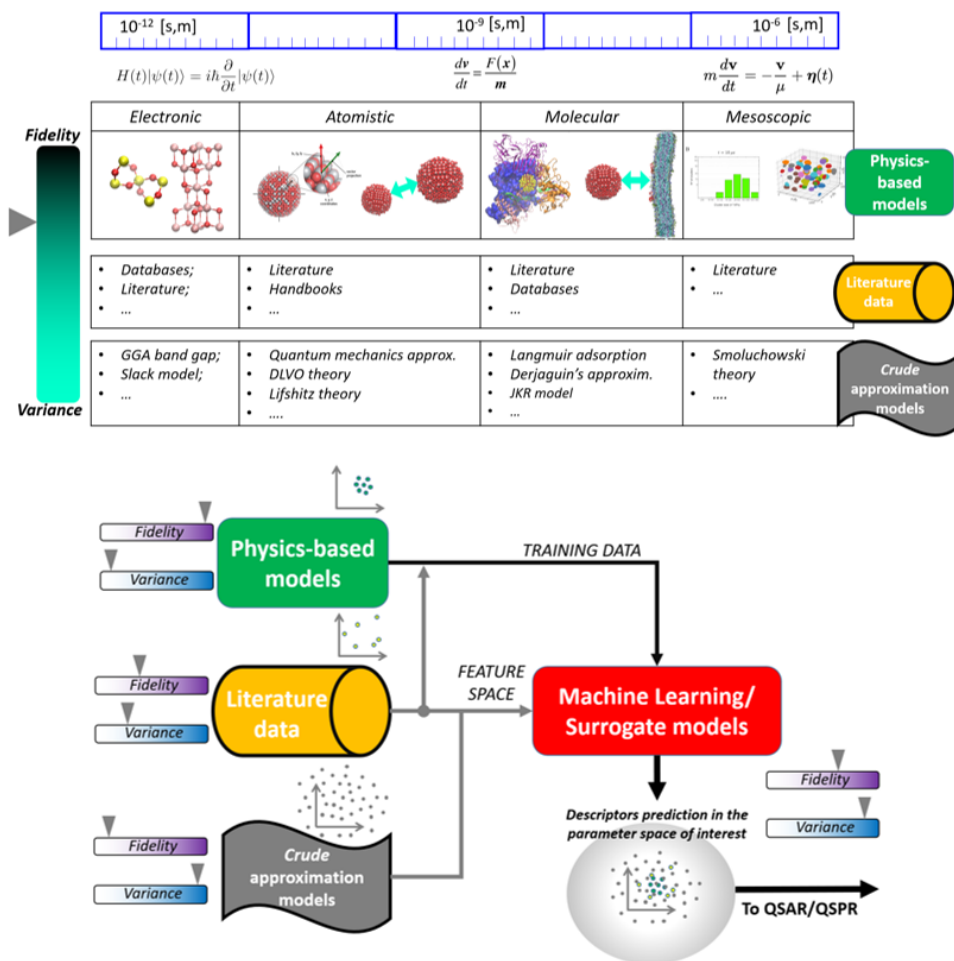 10⁻¹² [s,m]
10⁻⁹ [s,m]
10⁻⁶ [s,m]
H(t)|ψ(t)⟩ = iħ ∂/∂t |ψ(t)⟩
dv/dt = F(x)/m
m dv/dt = −v/μ + η(t)
Electronic
Atomistic
Molecular
Mesoscopic
Fidelity
Variance
Physics-
based
models
• Databases;
• Literature;
• ...
• Literature
• Handbooks
• ...
• Literature
• Databases
• ...
• Literature
• ...
Literature
data
• GGA band gap;
• Slack model;
• ...
• Quantum mechanics approx.
• DLVO theory
• Lifshitz theory
• ....
• Langmuir adsorption
• Derjaguin's approxim.
• JKR model
• ...
• Smoluchowski
theory
• ....
Crude
approximation
models
Fidelity
Variance
Physics-based
models
TRAINING DATA
Fidelity
Variance
Literature
data
FEATURE
SPACE
Machine Learning/
Surrogate models
Fidelity
Variance
Crude
approximation
models
Descriptors prediction in the
parameter space of interest
Fidelity
Variance
To QSAR/QSPR